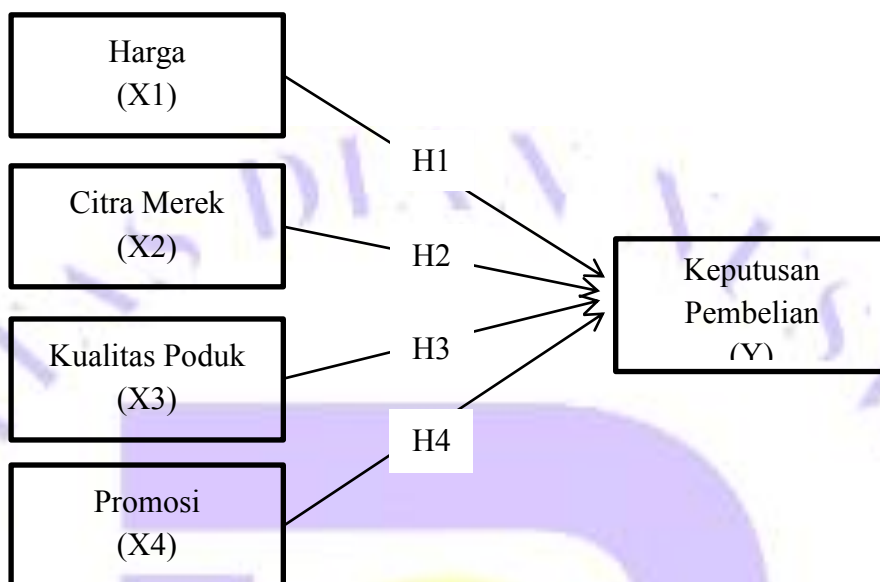 Harga
(X1)
H1
Citra Merek
(X2)
H2
Keputusan
Pembelian
(Y)
Kualitas Poduk
(X3)
H3
H4
Promosi
(X4)